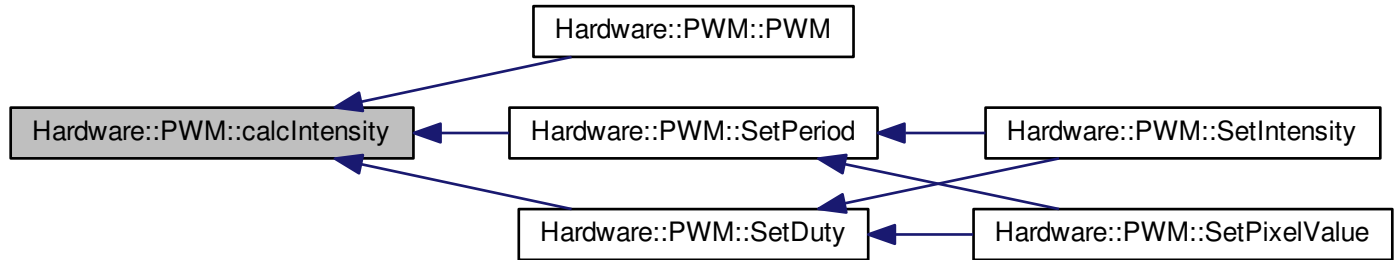 Hardware::PWM::PWM
Hardware::PWM::calcIntensity
Hardware::PWM::SetPeriod
Hardware::PWM::SetIntensity
Hardware::PWM::SetDuty
Hardware::PWM::SetPixelValue